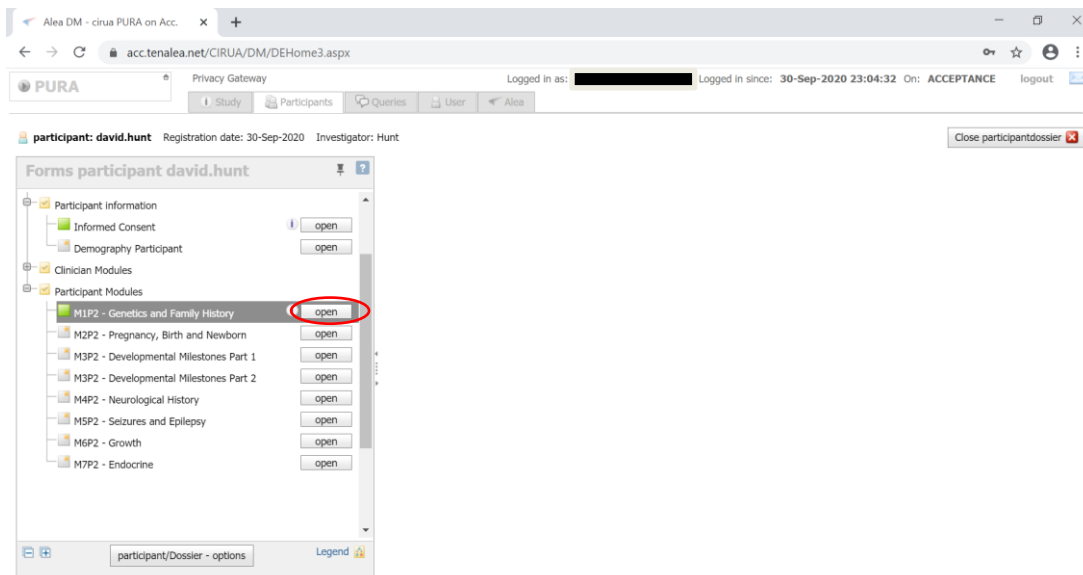 Alea DM - cirua PURA on Acc.
acc.tenalea.net/CIRUA/DM/DEHome3.aspx
PURA
Privacy Gateway
Logged in as:
Logged in since: 30-Sep-2020 23:04:32 On: ACCEPTANCE
logout
Study Participants Queries User Alea
participant: david.hunt Registration date: 30-Sep-2020 Investigator: Hunt
Close participantdossier
Forms participant david.hunt
Participant information
Informed Consent open
Demography Participant open
Clinician Modules
Participant Modules
M1P2 - Genetics and Family History open
M2P2 - Pregnancy, Birth and Newborn open
M3P2 - Developmental Milestones Part 1 open
M3P2 - Developmental Milestones Part 2 open
M4P2 - Neurological History open
M5P2 - Seizures and Epilepsy open
M6P2 - Growth open
M7P2 - Endocrine open
participant/Dossier - options
Legend